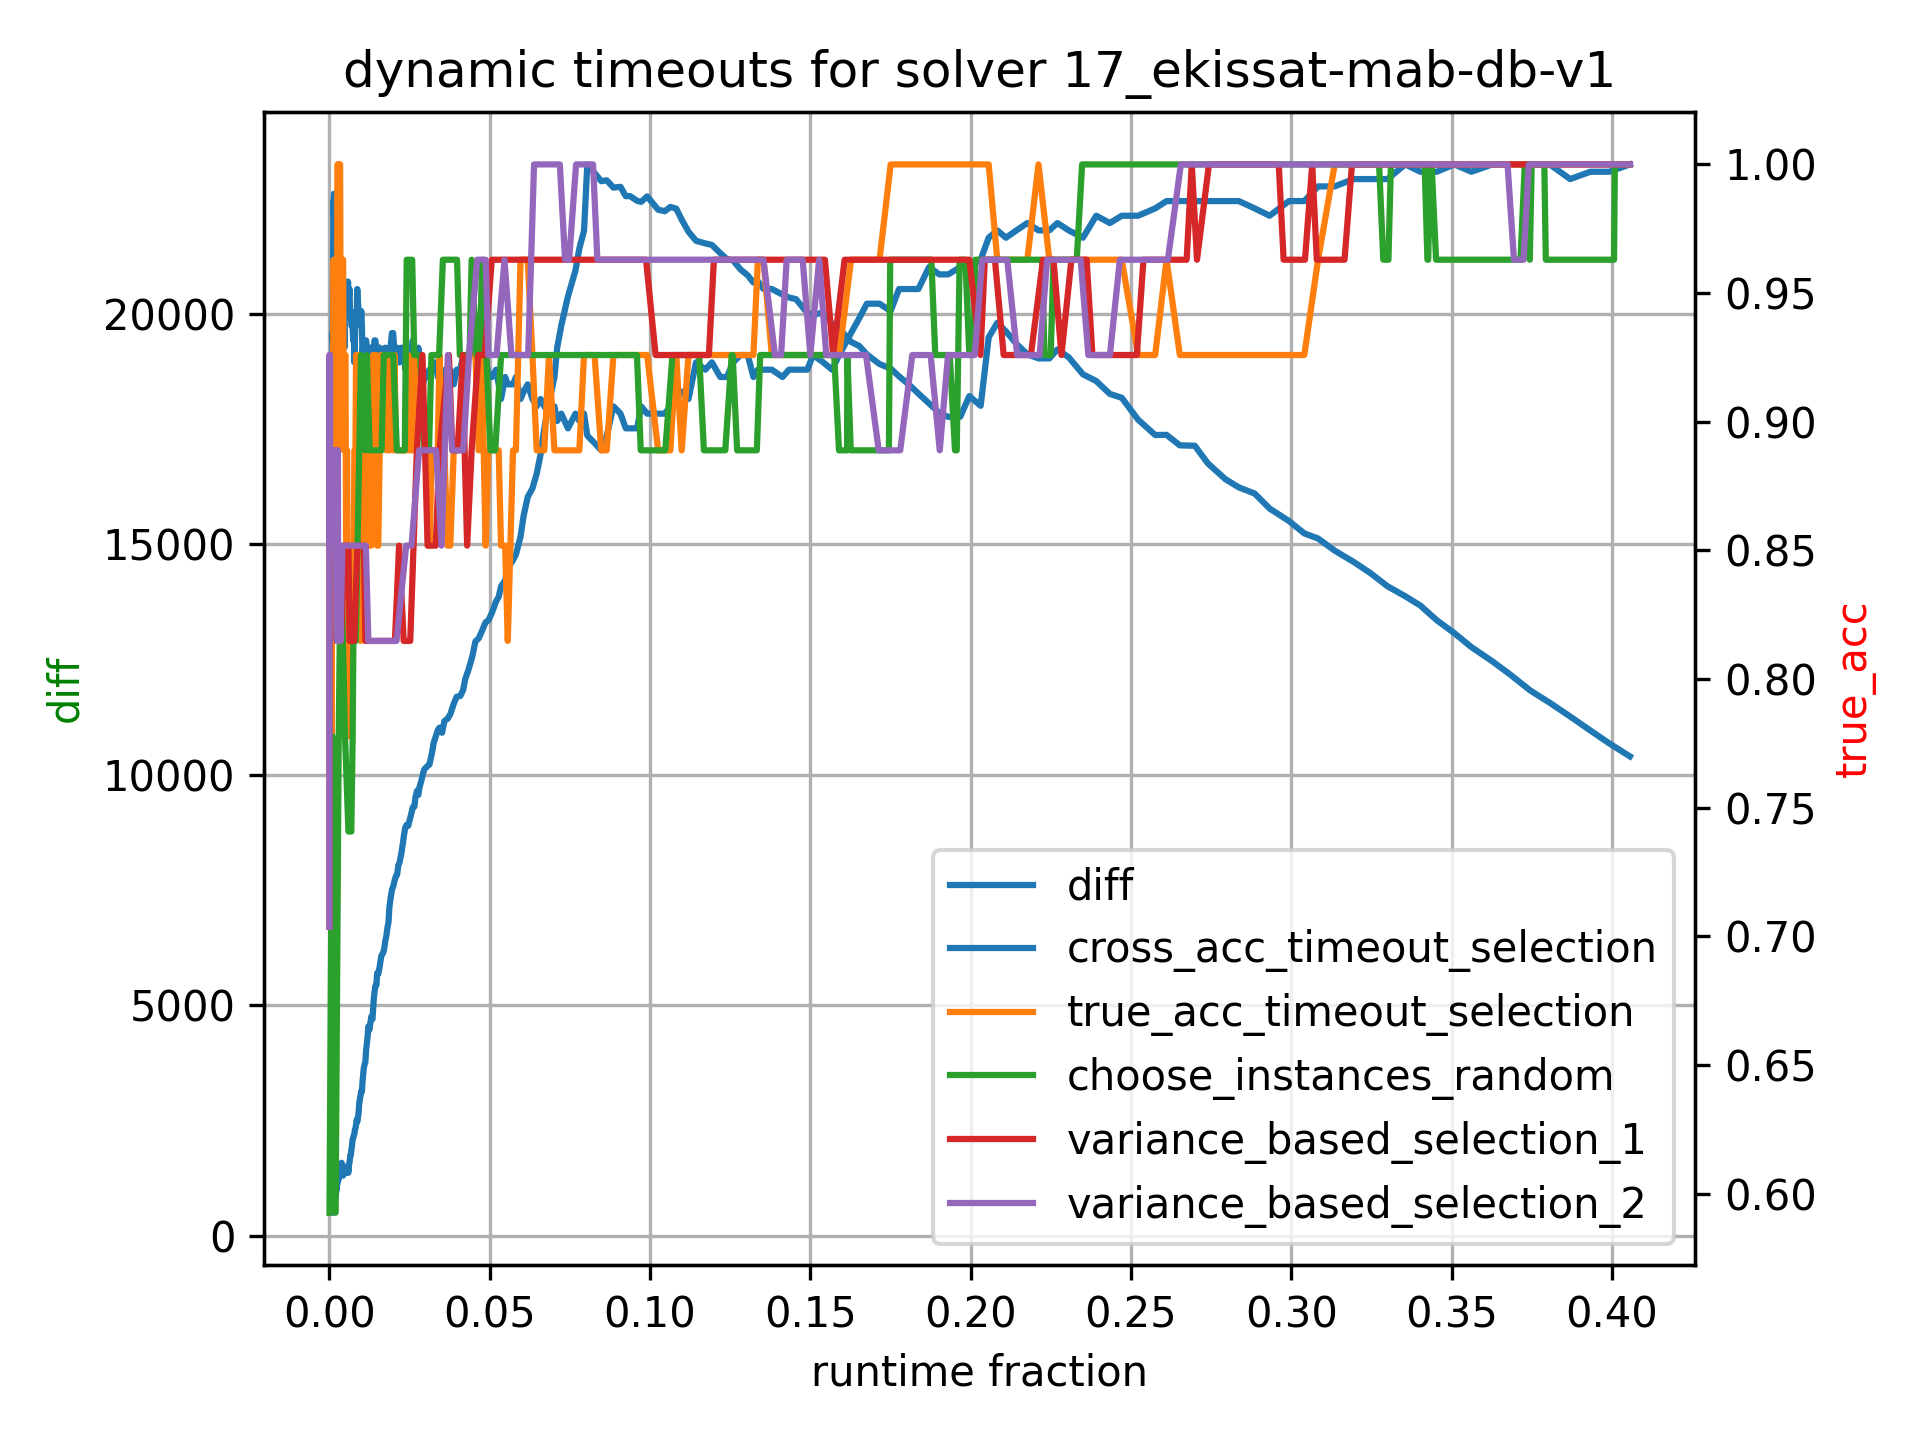 dynamic timeouts for solver 17_ekissat-mab-db-v1
20000
15000
10000
5000
0
diff
1.00
0.95
0.90
0.85
0.80
0.75
0.70
0.65
0.60
true_acc
diff
cross_acc_timeout_selection
true_acc_timeout_selection
choose_instances_random
variance_based_selection_1
variance_based_selection_2
0.00 0.05 0.10 0.15 0.20 0.25 0.30 0.35 0.40
runtime fraction